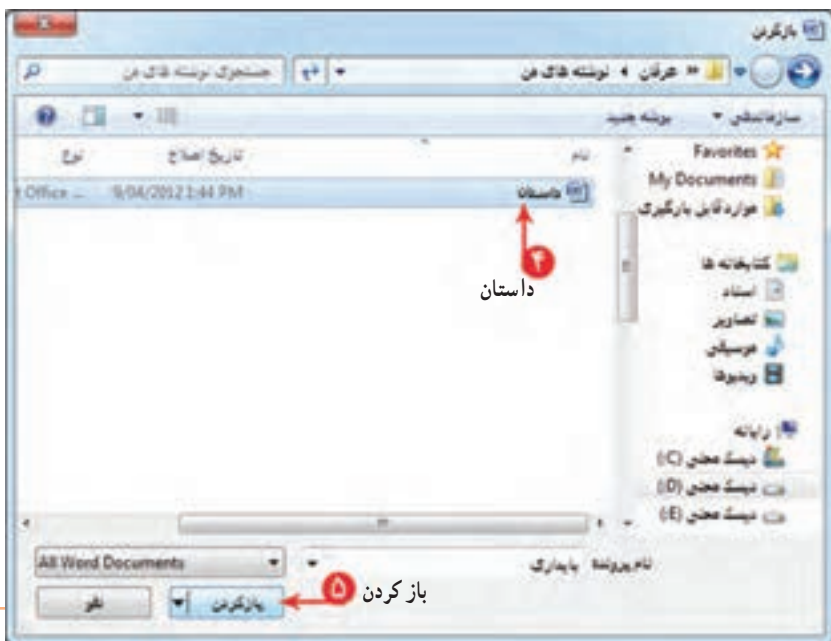 بازکردن
« عرفان ◂ نوشته های من
جستجوی نوشته های من
سازماندهی ▾ پوشه جدید
نام تاریخ اصلاح نوع
داستان 9/04/2012 1:44 PM t Office ...
Favorites
My Documents
موارد قابل بارگیری
کتابخانه ها
اسناد
تصاویر
موسیقی
ویدیوها
رایانه
دیسک محلی (C:)
دیسک محلی (D:)
دیسک محلی (E:)
۴
داستان
نام پرونده
All Word Documents
بازکردن
لغو
۵ باز کردن